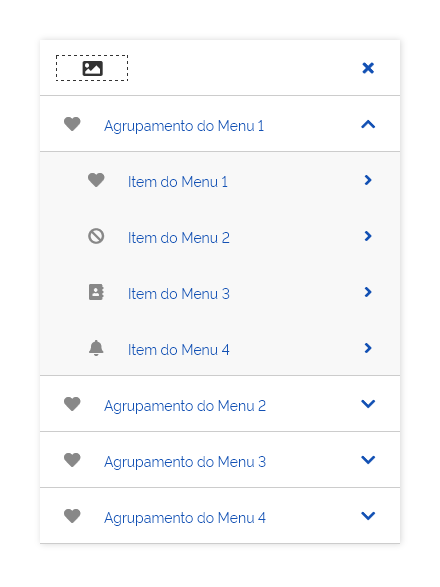 Agrupamento do Menu 1
Item do Menu 1
Item do Menu 2
Item do Menu 3
Item do Menu 4
Agrupamento do Menu 2
Agrupamento do Menu 3
Agrupamento do Menu 4